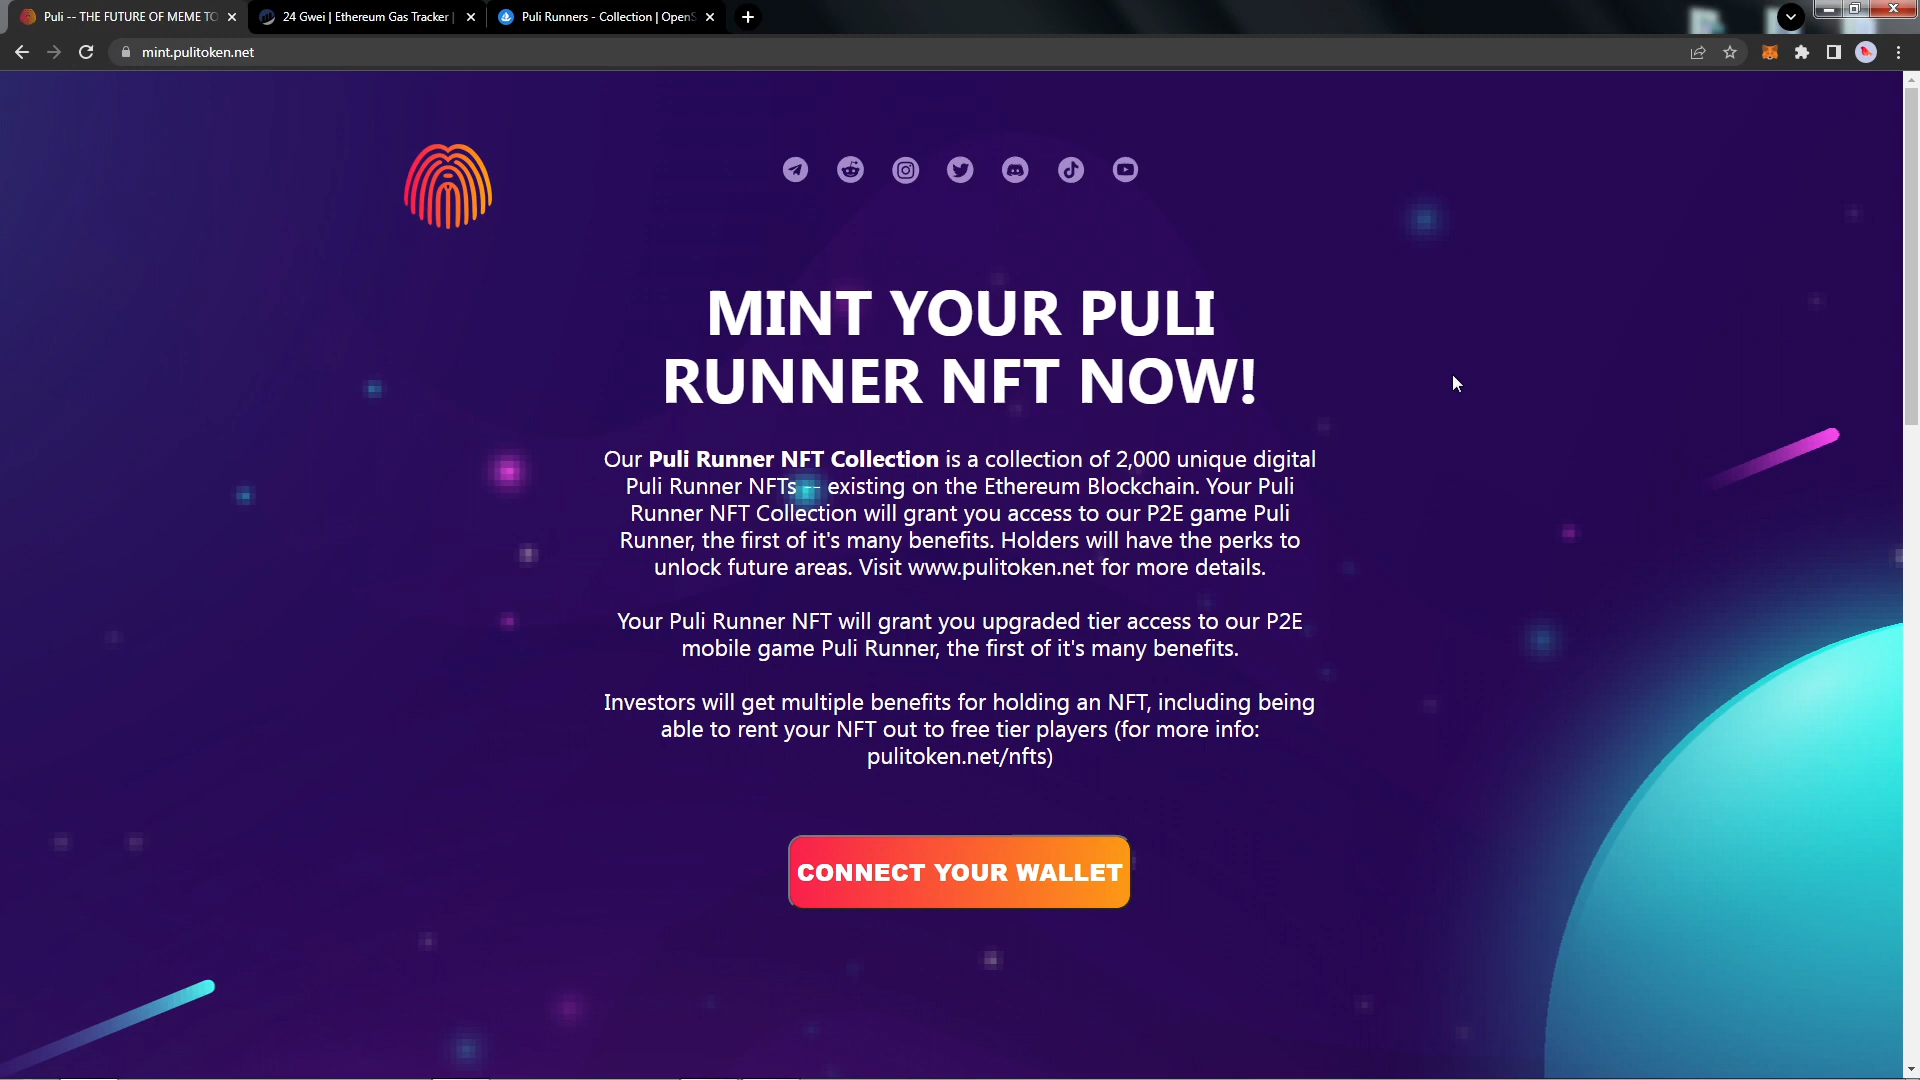 Puli -- THE FUTURE OF MEME TO
24 Gwei | Ethereum Gas Tracker |
Puli Runners - Collection | OpenS
mint.pulitoken.net
MINT YOUR PULI
RUNNER NFT NOW!
Our Puli Runner NFT Collection is a collection of 2,000 unique digital
Puli Runner NFTs -- existing on the Ethereum Blockchain. Your Puli
Runner NFT Collection will grant you access to our P2E game Puli
Runner, the first of it's many benefits. Holders will have the perks to
unlock future areas. Visit www.pulitoken.net for more details.
Your Puli Runner NFT will grant you upgraded tier access to our P2E
mobile game Puli Runner, the first of it's many benefits.
Investors will get multiple benefits for holding an NFT, including being
able to rent your NFT out to free tier players (for more info:
pulitoken.net/nfts)
CONNECT YOUR WALLET